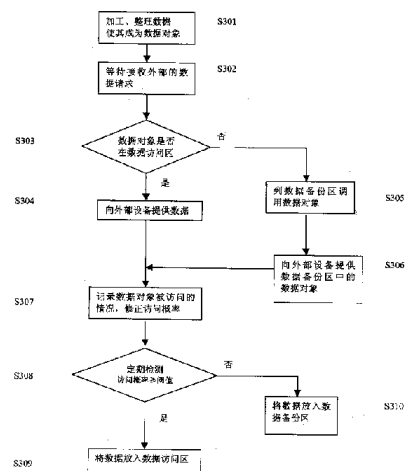 加工、整理数据
使其成为数据对象
S301
等待接收外部的数
据请求
S302
S303
数据对象是否
在数据访问区
否
是
S304
向外部设备提供数据
到数据备份区调
用数据对象
S305
向外部设备提供
数据备份区中的
数据对象
S306
S307
记录数据对象被访问的
情况，修正访问概率
S308
定期检测
访问概率
阈值
否
是
将数据放入数
据备份区
S310
S309
将数据放入数据访问区